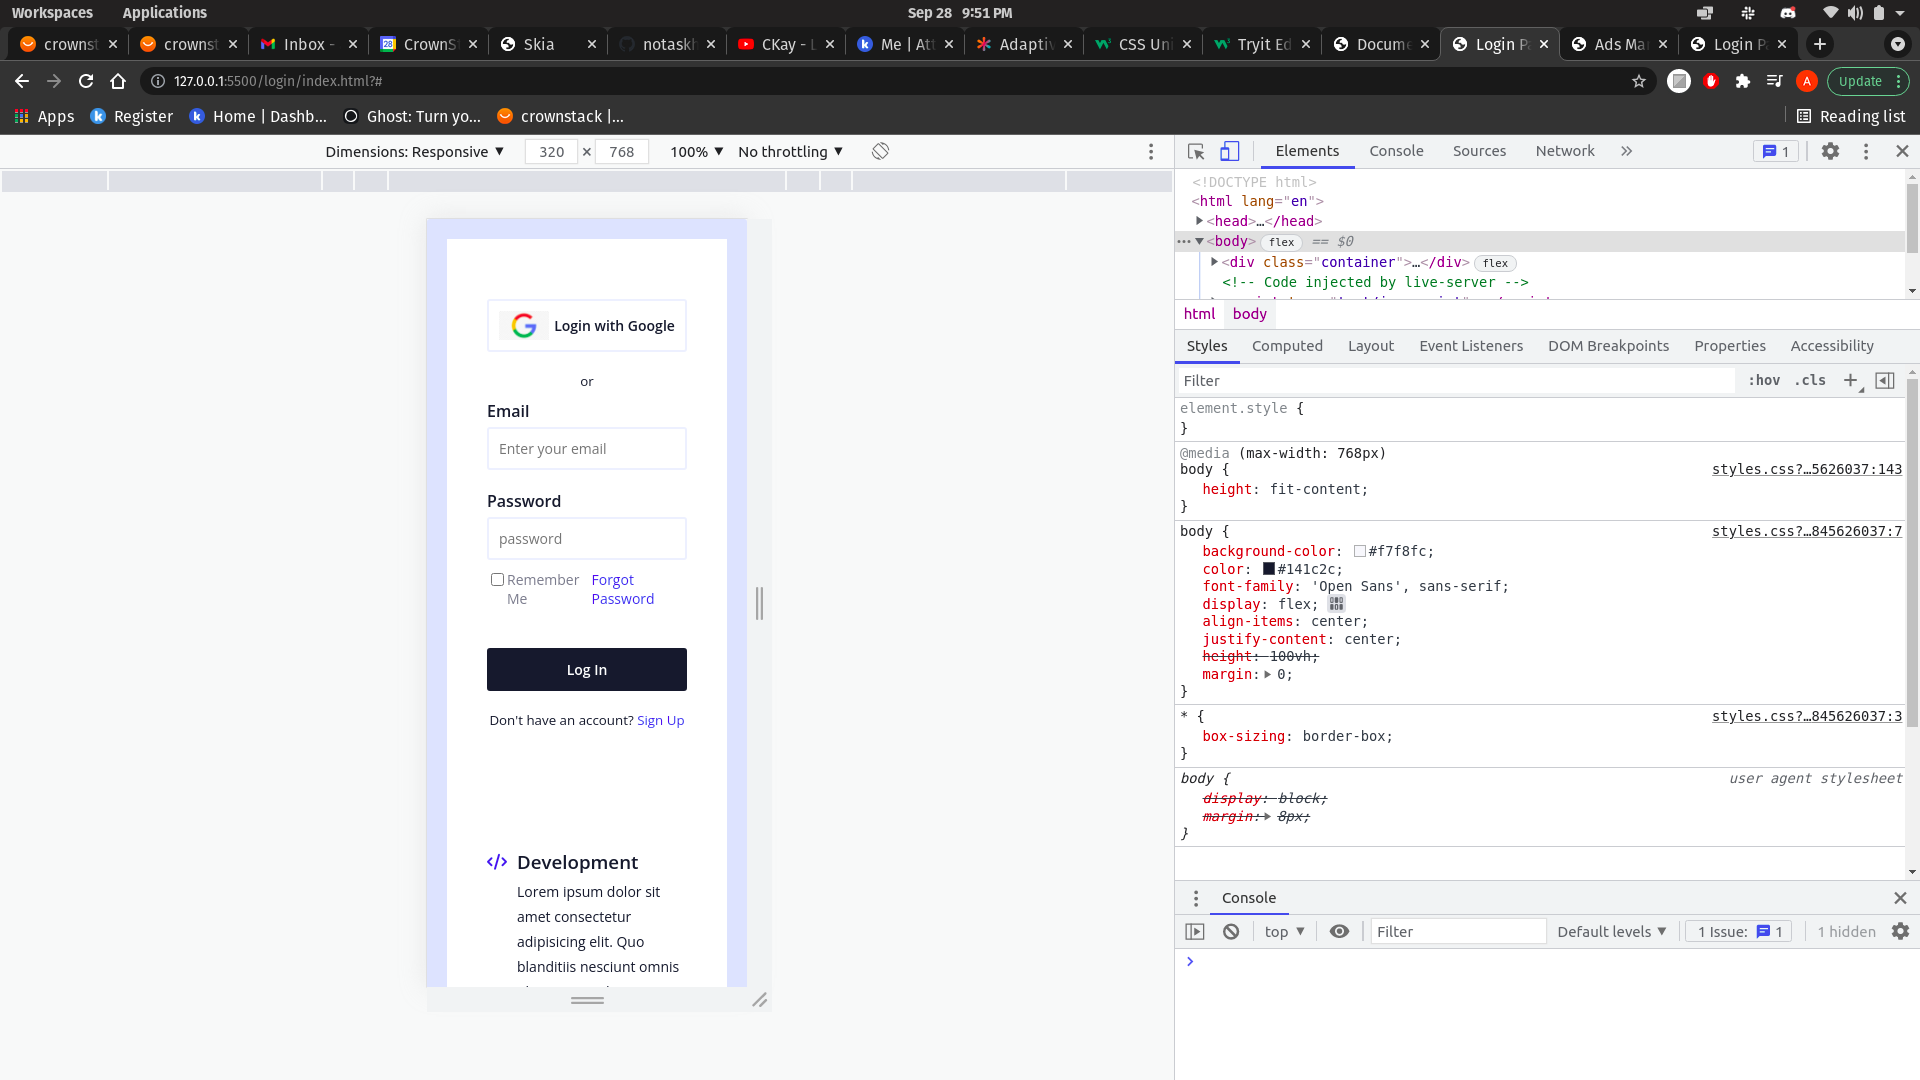 Workspaces Applications Sep 28 9:51 PM
crownst crownst Inbox - CrownS Skia notaskh CKay - L Me | Att Adaptiv CSS Uni Tryit Ed Docume Login Pa Ads Ma Login Pa
127.0.0.1:5500/login/index.html?# A Update
Apps Register Home | Dashb... Ghost: Turn yo... crownstack |... Reading list
Dimensions: Responsive 320 × 768 100% No throttling
Login with Google
or
Email
Enter your email
Password
password
Remember Me
Forgot Password
Log In
Don't have an account? Sign Up
Development
Lorem ipsum dolor sit
amet consectetur
adipisicing elit. Quo
blanditiis nesciunt omnis
Elements Console Sources Network » 1
<!DOCTYPE html>
<html lang="en">
<head>…</head>
<body> flex == $0
<div class="container">…</div> flex
<!-- Code injected by live-server -->
html body
Styles Computed Layout Event Listeners DOM Breakpoints Properties Accessibility
Filter :hov .cls
element.style {
}
@media (max-width: 768px)
body { styles.css?…5626037:143
height: fit-content;
}
body { styles.css?…845626037:7
background-color: #f7f8fc;
color: #141c2c;
font-family: 'Open Sans', sans-serif;
display: flex;
align-items: center;
justify-content: center;
height: 100vh;
margin: 0;
}
* { styles.css?…845626037:3
box-sizing: border-box;
}
body { user agent stylesheet
display: block;
margin: 8px;
}
Console
top Filter Default levels 1 Issue: 1 1 hidden